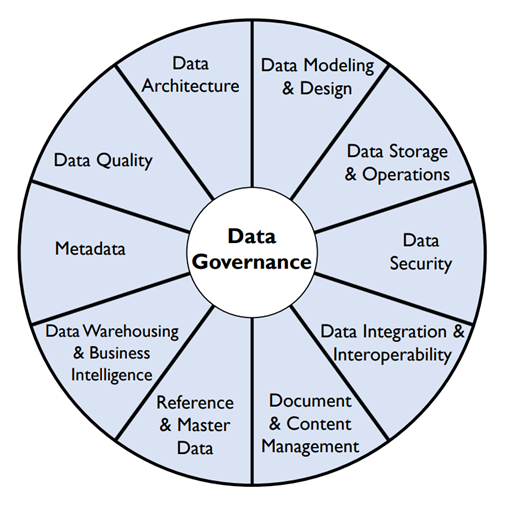 Data
Architecture
Data Modeling
& Design
Data Storage
& Operations
Data
Security
Data Integration &
Interoperability
Document
& Content
Management
Reference
& Master
Data
Data Warehousing
& Business
Intelligence
Metadata
Data Quality
Data
Governance